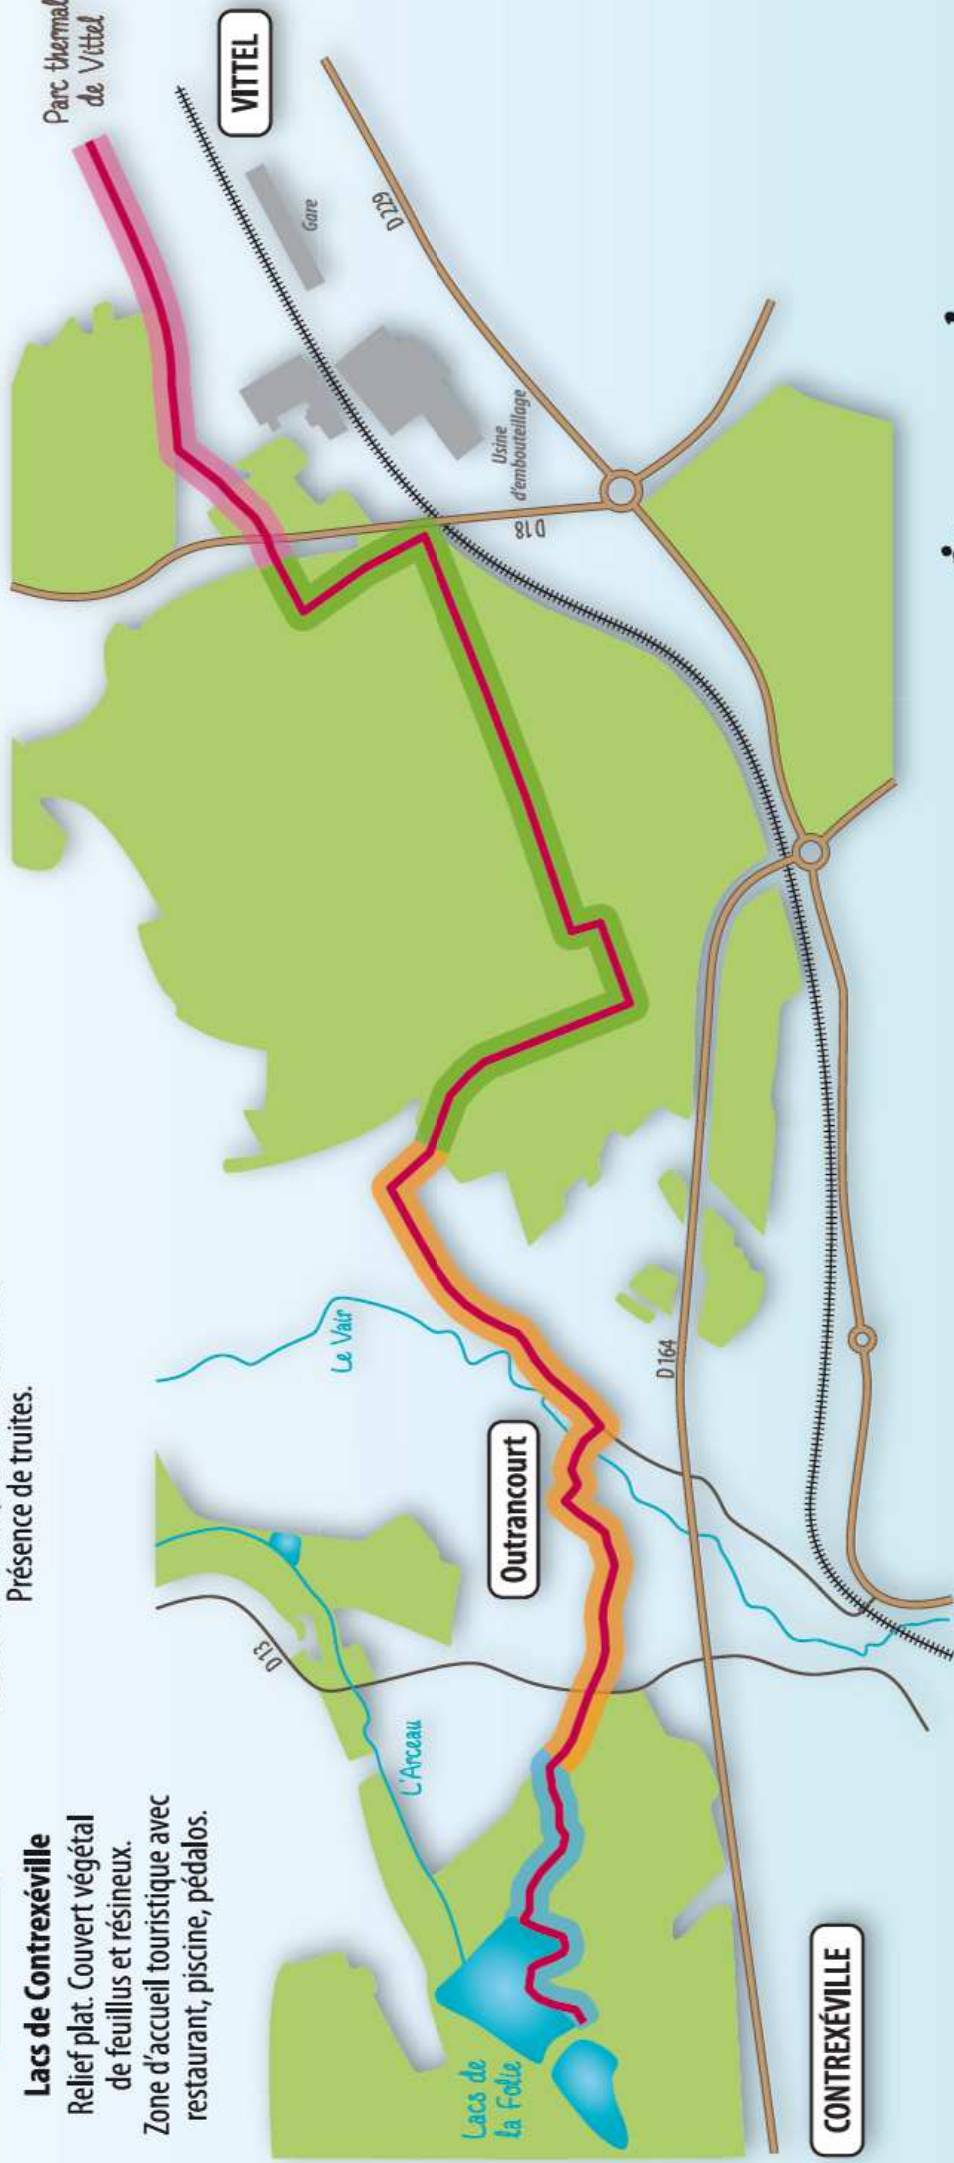 Présence de truites.
Lacs de Contrexéville
Relief plat. Couvert végétal
de feuillus et résineux.
Zone d'accueil touristique avec
restaurant, piscine, pédalos.
Parc thermal
de Vittel
VITTEL
Gare
D229
Usine
d'embouteillage
D18
Le Vair
D164
Outrancourt
D13
L'Arceau
Lacs de
la Folie
CONTREXÉVILLE